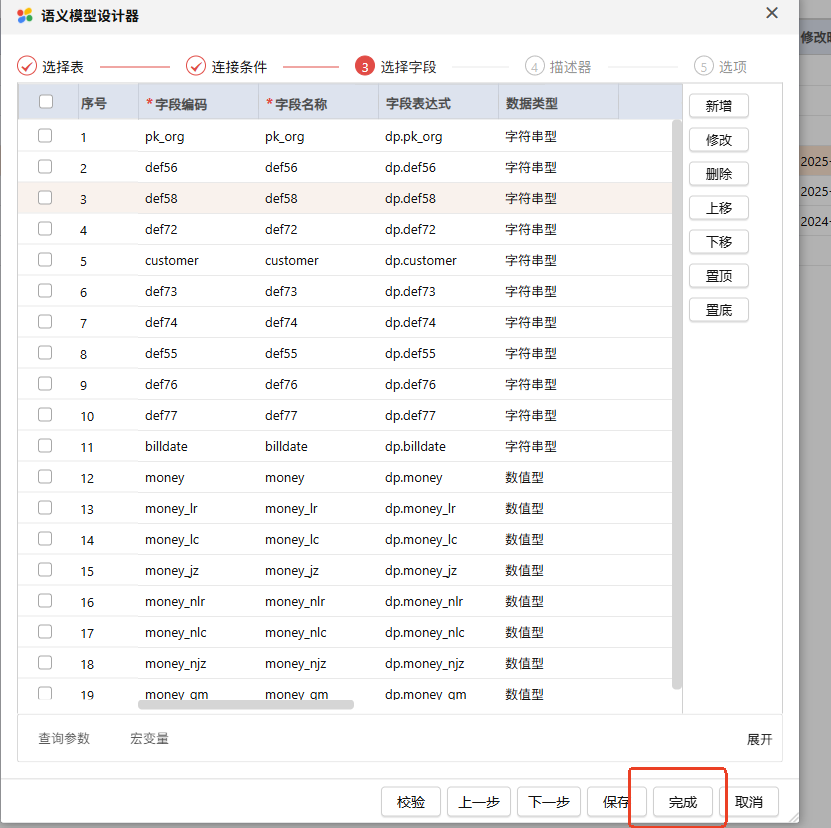 语义模型设计器
修改时
选择表 连接条件 3 选择字段 4 描述器 5 选项
序号 *字段编码 *字段名称 字段表达式 数据类型
新增
1 pk_org pk_org dp.pk_org 字符串型
修改
2 def56 def56 dp.def56 字符串型
删除
2025-
3 def58 def58 dp.def58 字符串型
上移
2025-
4 def72 def72 dp.def72 字符串型
下移
2024-
5 customer customer dp.customer 字符串型
置顶
6 def73 def73 dp.def73 字符串型
置底
7 def74 def74 dp.def74 字符串型
8 def55 def55 dp.def55 字符串型
9 def76 def76 dp.def76 字符串型
10 def77 def77 dp.def77 字符串型
11 billdate billdate dp.billdate 字符串型
12 money money dp.money 数值型
13 money_lr money_lr dp.money_lr 数值型
14 money_lc money_lc dp.money_lc 数值型
15 money_jz money_jz dp.money_jz 数值型
16 money_nlr money_nlr dp.money_nlr 数值型
17 money_nlc money_nlc dp.money_nlc 数值型
18 money_njz money_njz dp.money_njz 数值型
19 money_qm money_qm dp.money_qm 数值型
查询参数 宏变量 展开
校验 上一步 下一步 保存 完成 取消